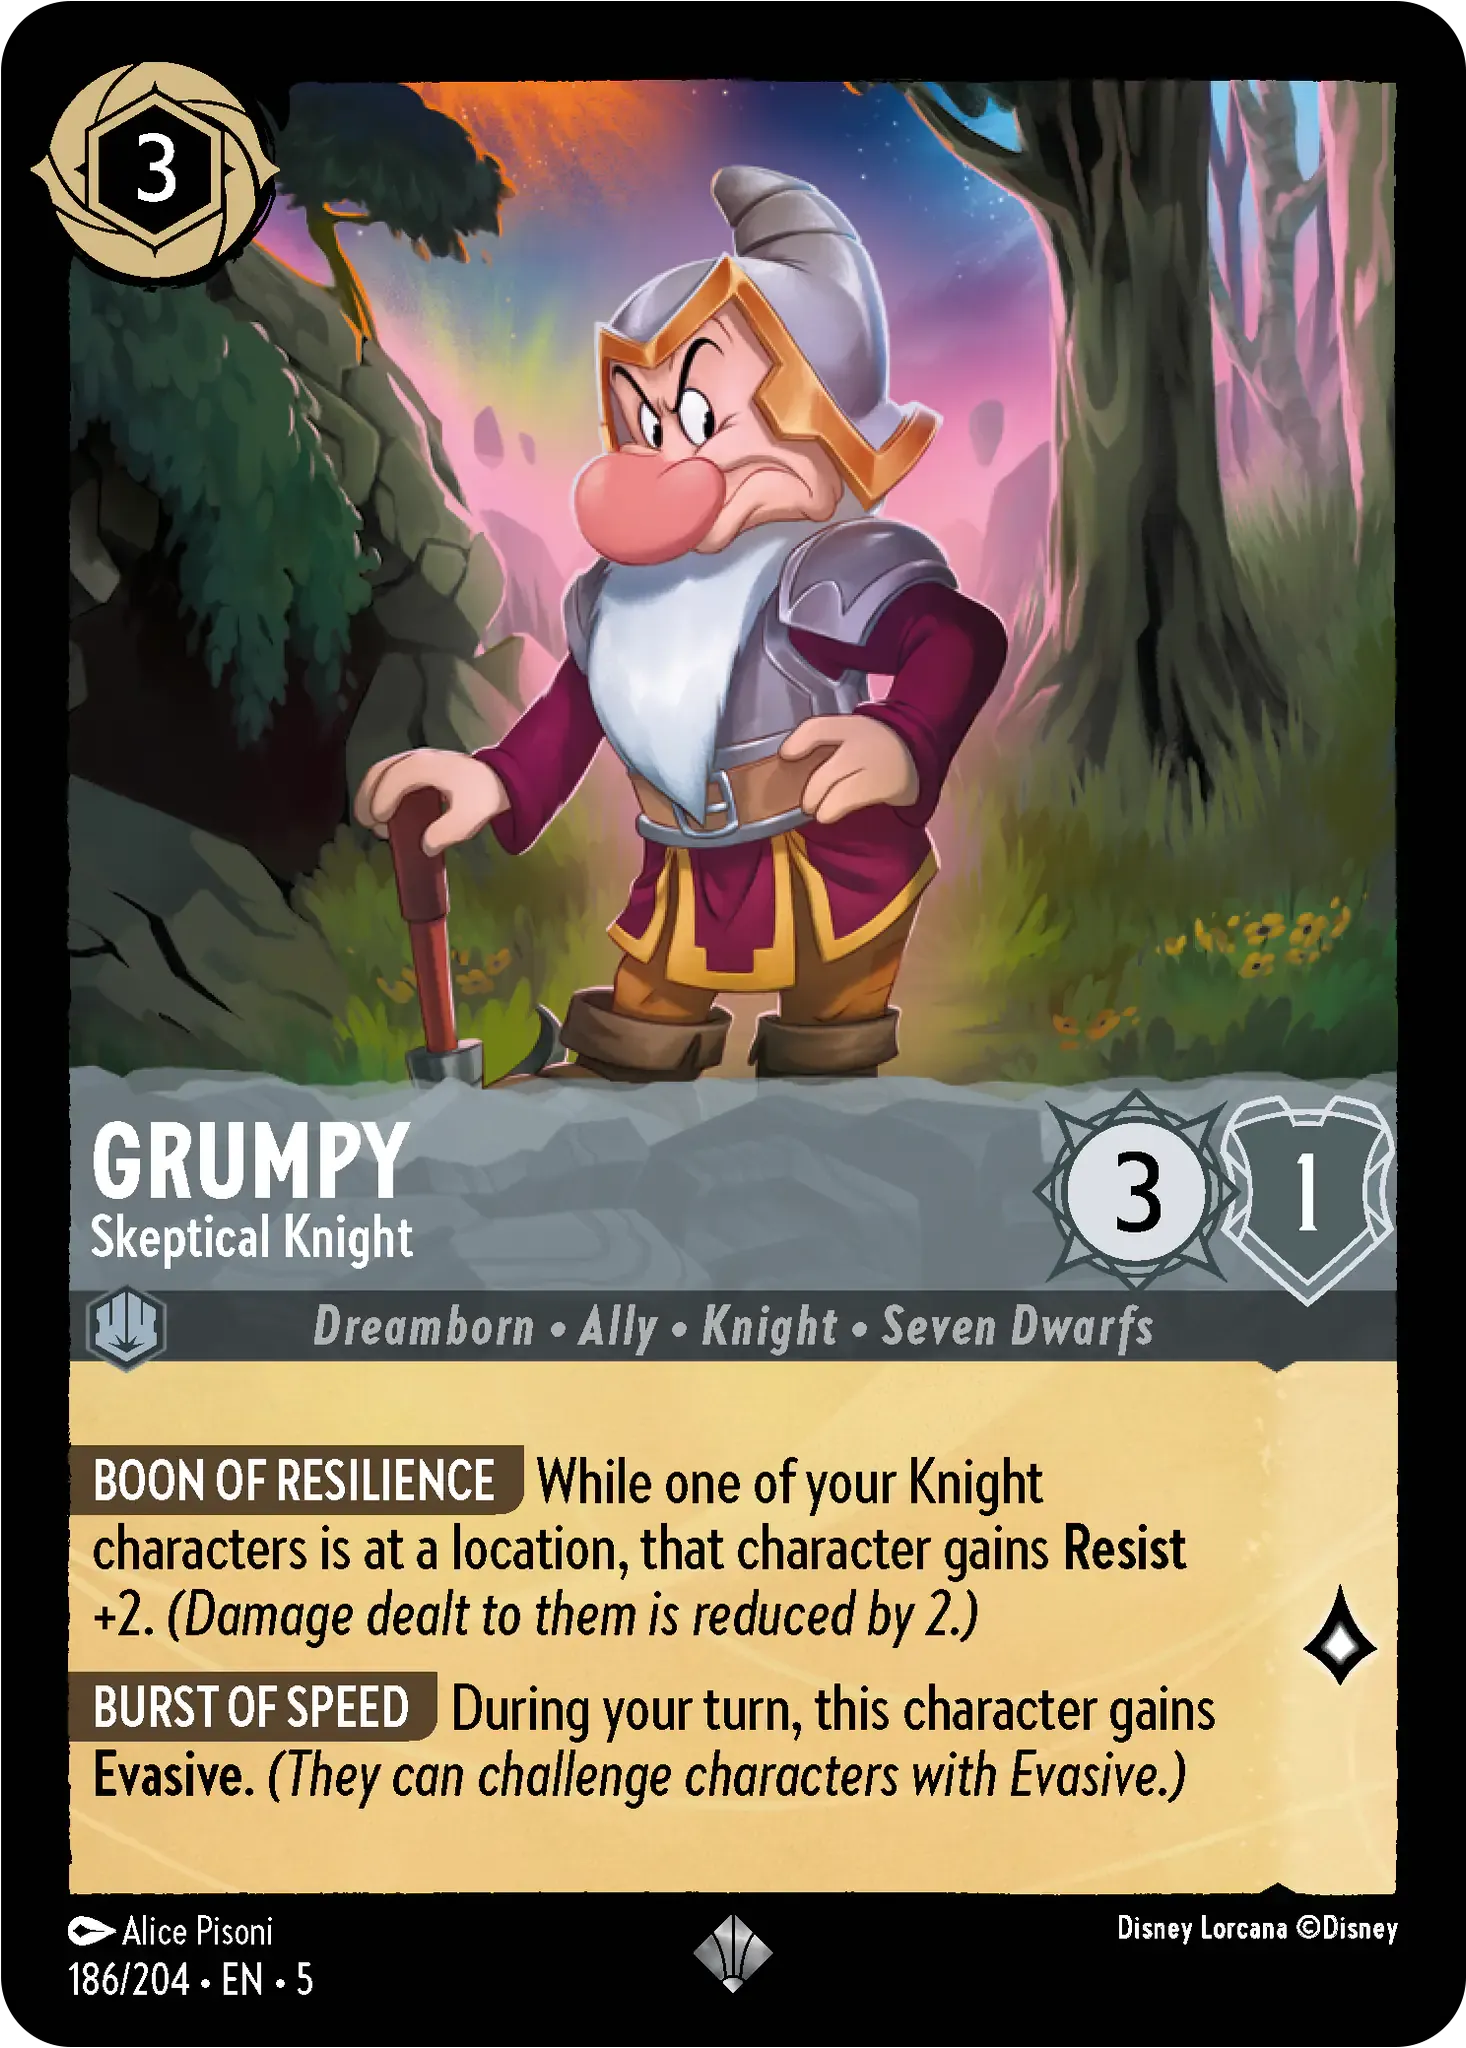 3
GRUMPY
Skeptical Knight
3
1
Dreamborn • Ally • Knight • Seven Dwarfs
BOON OF RESILIENCE While one of your Knight
characters is at a location, that character gains Resist
+2. (Damage dealt to them is reduced by 2.)
BURST OF SPEED During your turn, this character gains
Evasive. (They can challenge characters with Evasive.)
Alice Pisoni
Disney Lorcana ©Disney
186/204 • EN • 5